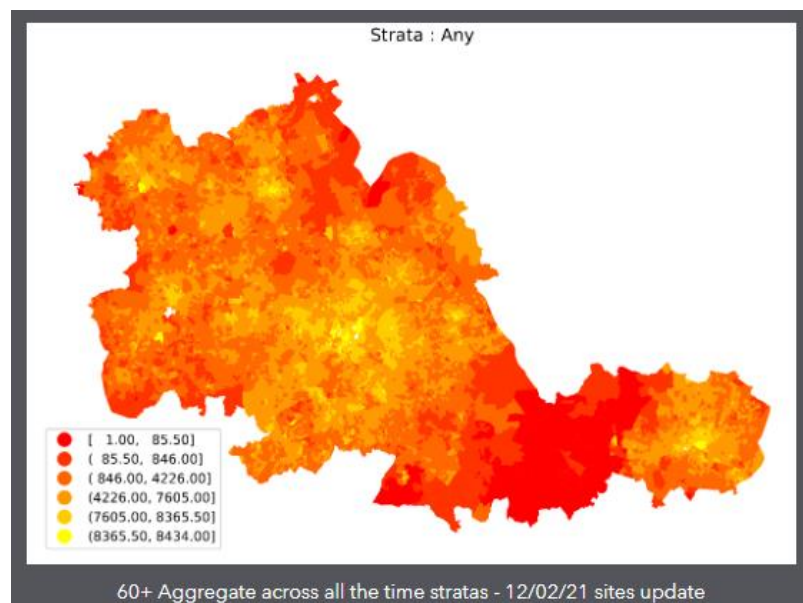 Strata : Any
[ 1.00, 85.50]
( 85.50, 846.00]
( 846.00, 4226.00]
(4226.00, 7605.00]
(7605.00, 8365.50]
(8365.50, 8434.00]
60+ Aggregate across all the time stratas - 12/02/21 sites update